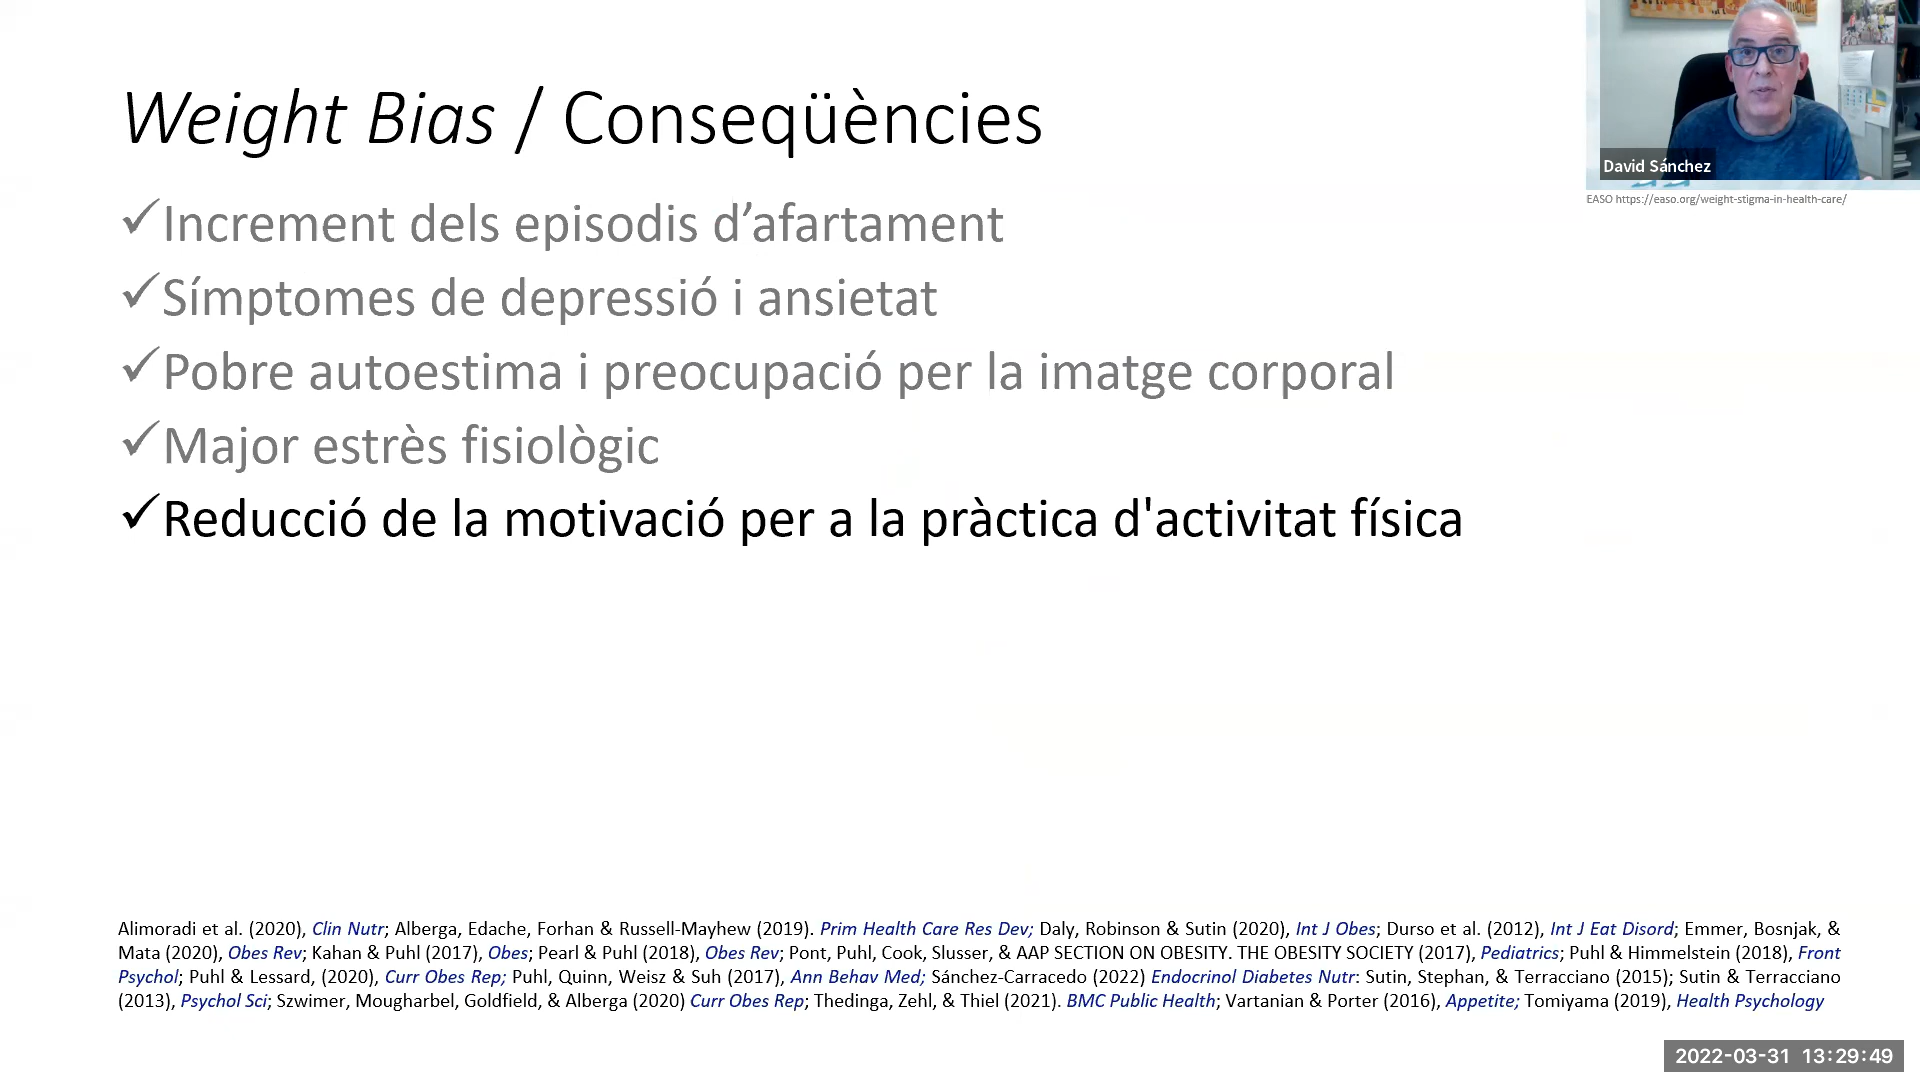 Weight Bias / Conseqüències
David Sánchez
EASO https://easo.org/weight-stigma-in-health-care/
✓Increment dels episodis d’afartament
✓Símptomes de depressió i ansietat
✓Pobre autoestima i preocupació per la imatge corporal
✓Major estrès fisiològic
✓Reducció de la motivació per a la pràctica d'activitat física
Alimoradi et al. (2020), Clin Nutr; Alberga, Edache, Forhan & Russell-Mayhew (2019). Prim Health Care Res Dev; Daly, Robinson & Sutin (2020), Int J Obes; Durso et al. (2012), Int J Eat Disord; Emmer, Bosnjak, &
Mata (2020), Obes Rev; Kahan & Puhl (2017), Obes; Pearl & Puhl (2018), Obes Rev; Pont, Puhl, Cook, Slusser, & AAP SECTION ON OBESITY. THE OBESITY SOCIETY (2017), Pediatrics; Puhl & Himmelstein (2018), Front
Psychol; Puhl & Lessard, (2020), Curr Obes Rep; Puhl, Quinn, Weisz & Suh (2017), Ann Behav Med; Sánchez-Carracedo (2022) Endocrinol Diabetes Nutr: Sutin, Stephan, & Terracciano (2015); Sutin & Terracciano
(2013), Psychol Sci; Szwimer, Mougharbel, Goldfield, & Alberga (2020) Curr Obes Rep; Thedinga, Zehl, & Thiel (2021). BMC Public Health; Vartanian & Porter (2016), Appetite; Tomiyama (2019), Health Psychology
2022-03-31 13:29:49